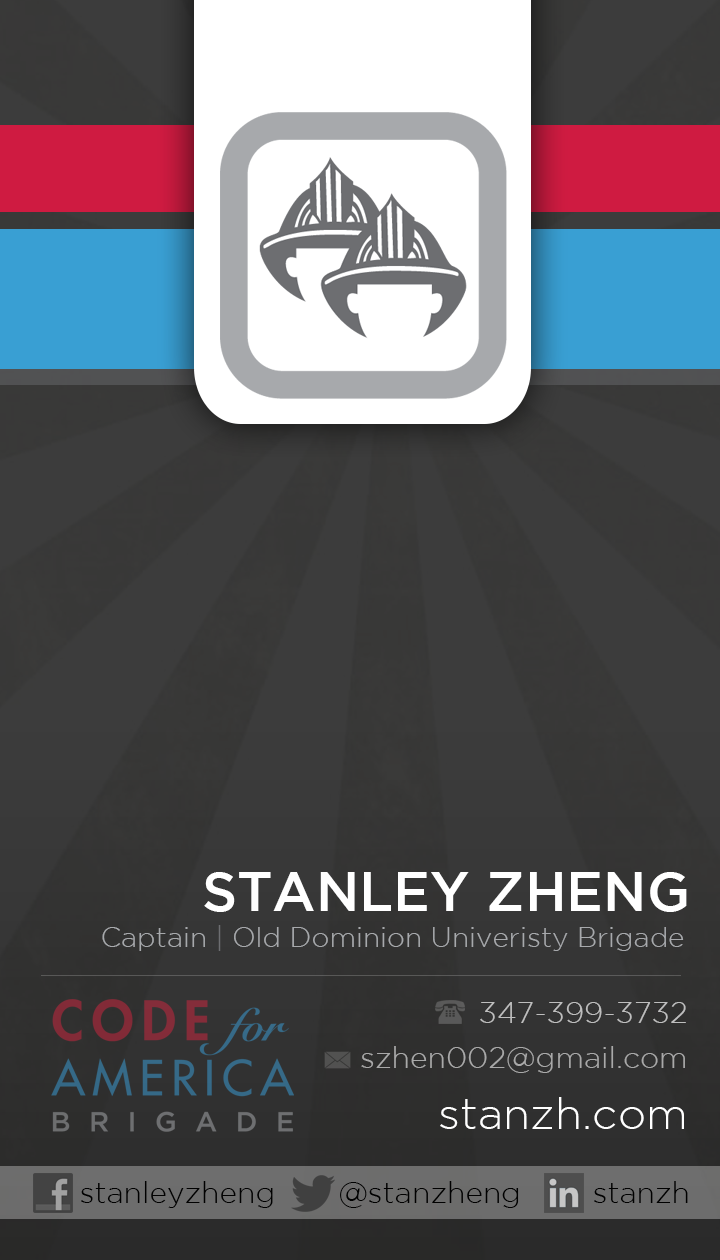 STANLEY ZHENG
Captain | Old Dominion Univeristy Brigade
CODE for
AMERICA
BRIGADE
347-399-3732
szhen002@gmail.com
stanzh.com
stanleyzheng @stanzheng in stanzh